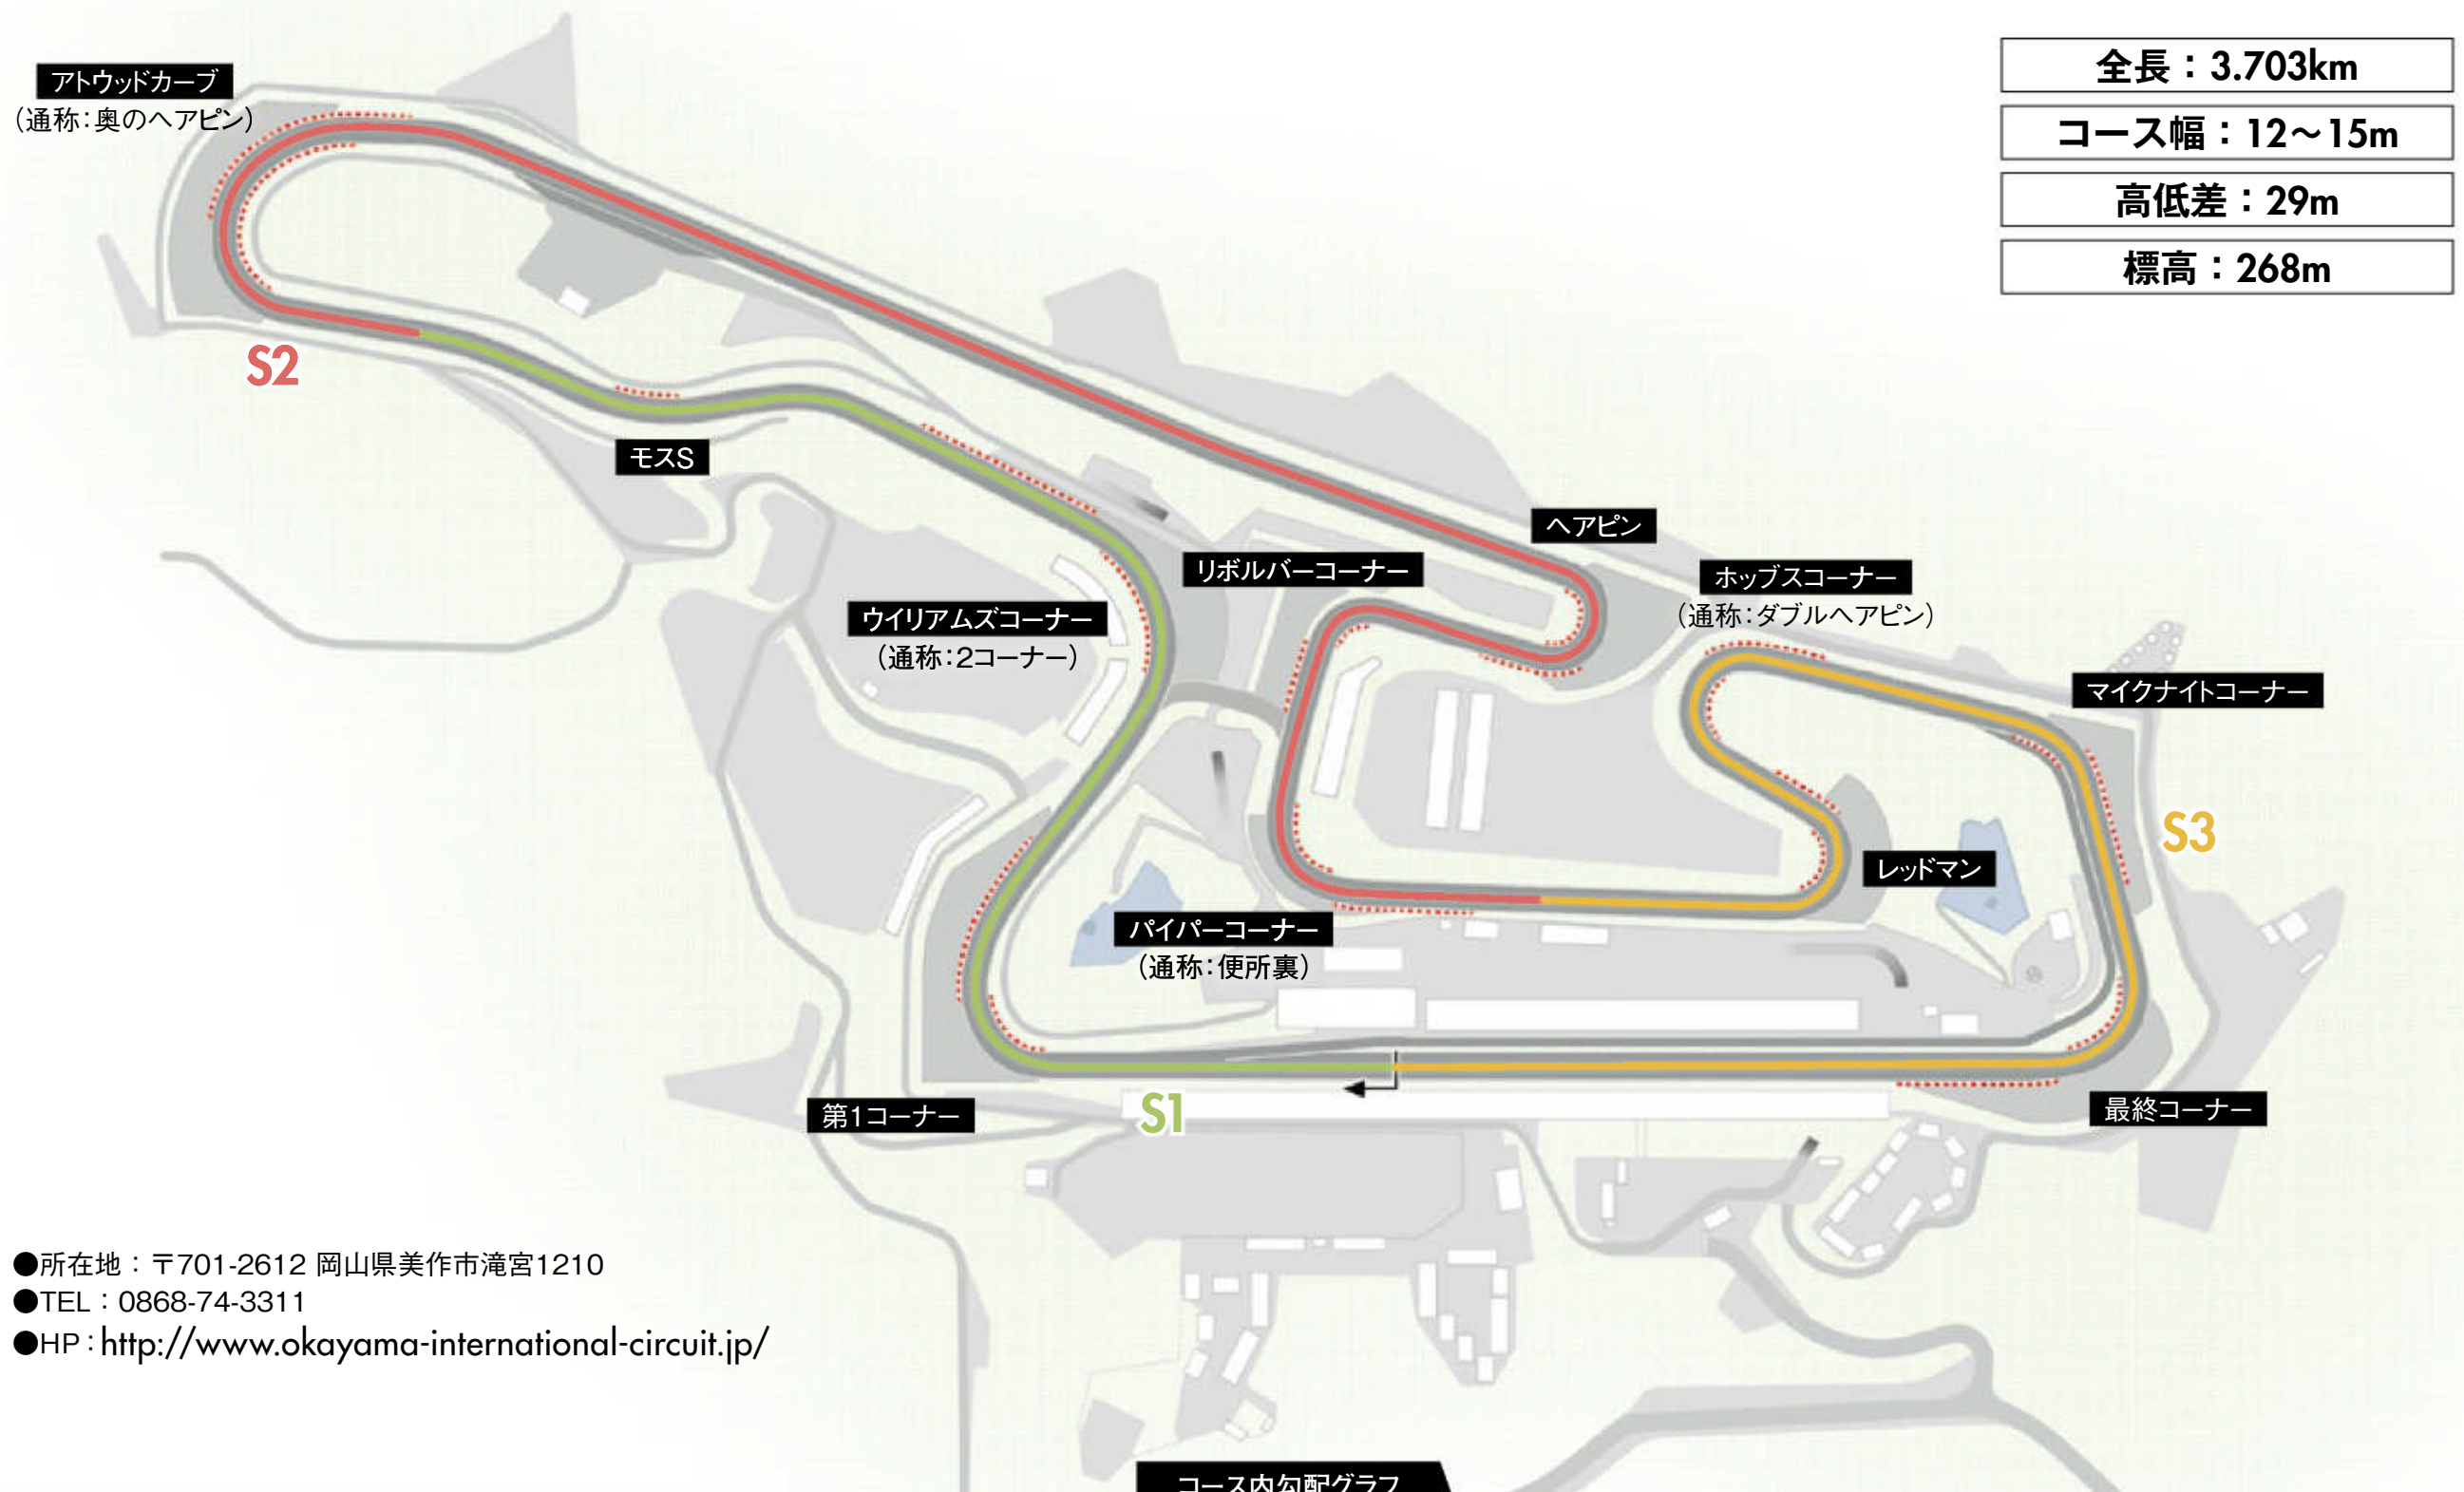 全長：3.703km
コース幅：12〜15m
高低差：29m
標高：268m
アトウッドカーブ
（通称：奥のヘアピン）
S2
モスS
ヘアピン
リボルバーコーナー
ホッブスコーナー
（通称：ダブルヘアピン）
ウイリアムズコーナー
（通称：2コーナー）
マイクナイトコーナー
S3
レッドマン
パイパーコーナー
（通称：便所裏）
第1コーナー
S1
最終コーナー
●所在地：〒701-2612 岡山県美作市滝宮1210
●TEL：0868-74-3311
●HP：http://www.okayama-international-circuit.jp/
コース内勾配グラフ